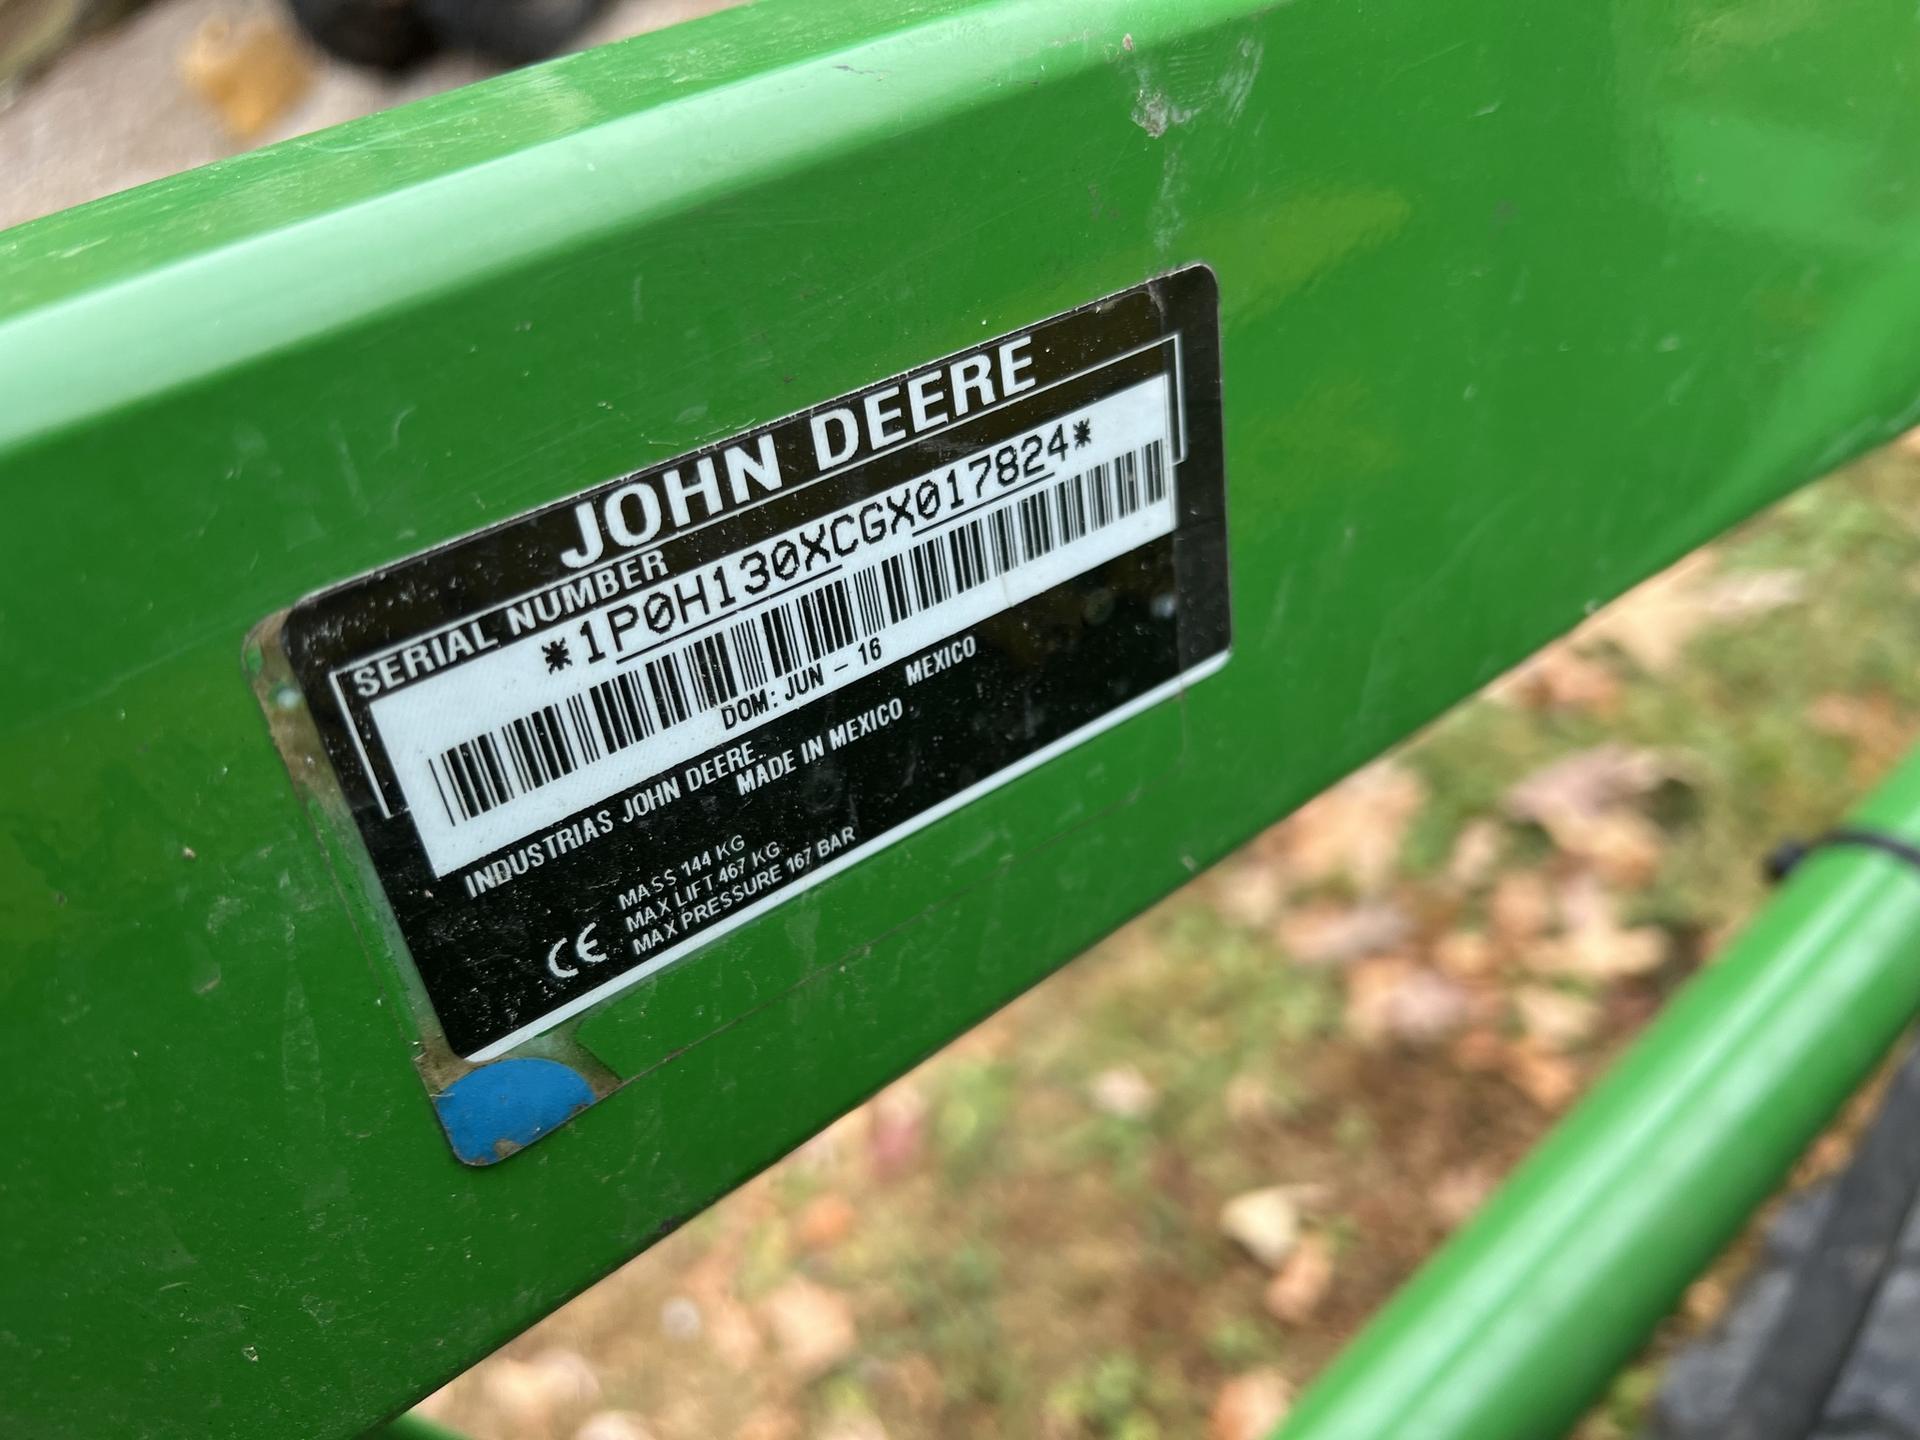 JOHN DEERE
SERIAL NUMBER
*1P0H130XCGX017824*
DOM: JUN - 16
INDUSTRIAS JOHN DEERE. MEXICO
MADE IN MEXICO
MASS 144 KG
MAX LIFT 467 KG
CE MAX PRESSURE 167 BAR